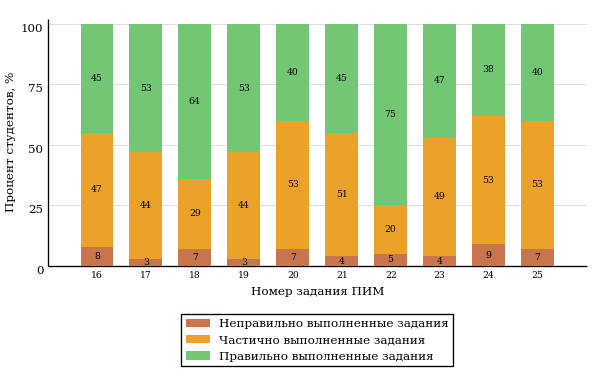 100
75
50
25
0
Процент студентов, %
45 53 64 53 40 45 75 47 38 40
47 44 29 44 53 51 20 49 53 53
8 3 7 3 7 4 5 4 9 7
16 17 18 19 20 21 22 23 24 25
Номер задания ПИМ
Неправильно выполненные задания
Частично выполненные задания
Правильно выполненные задания